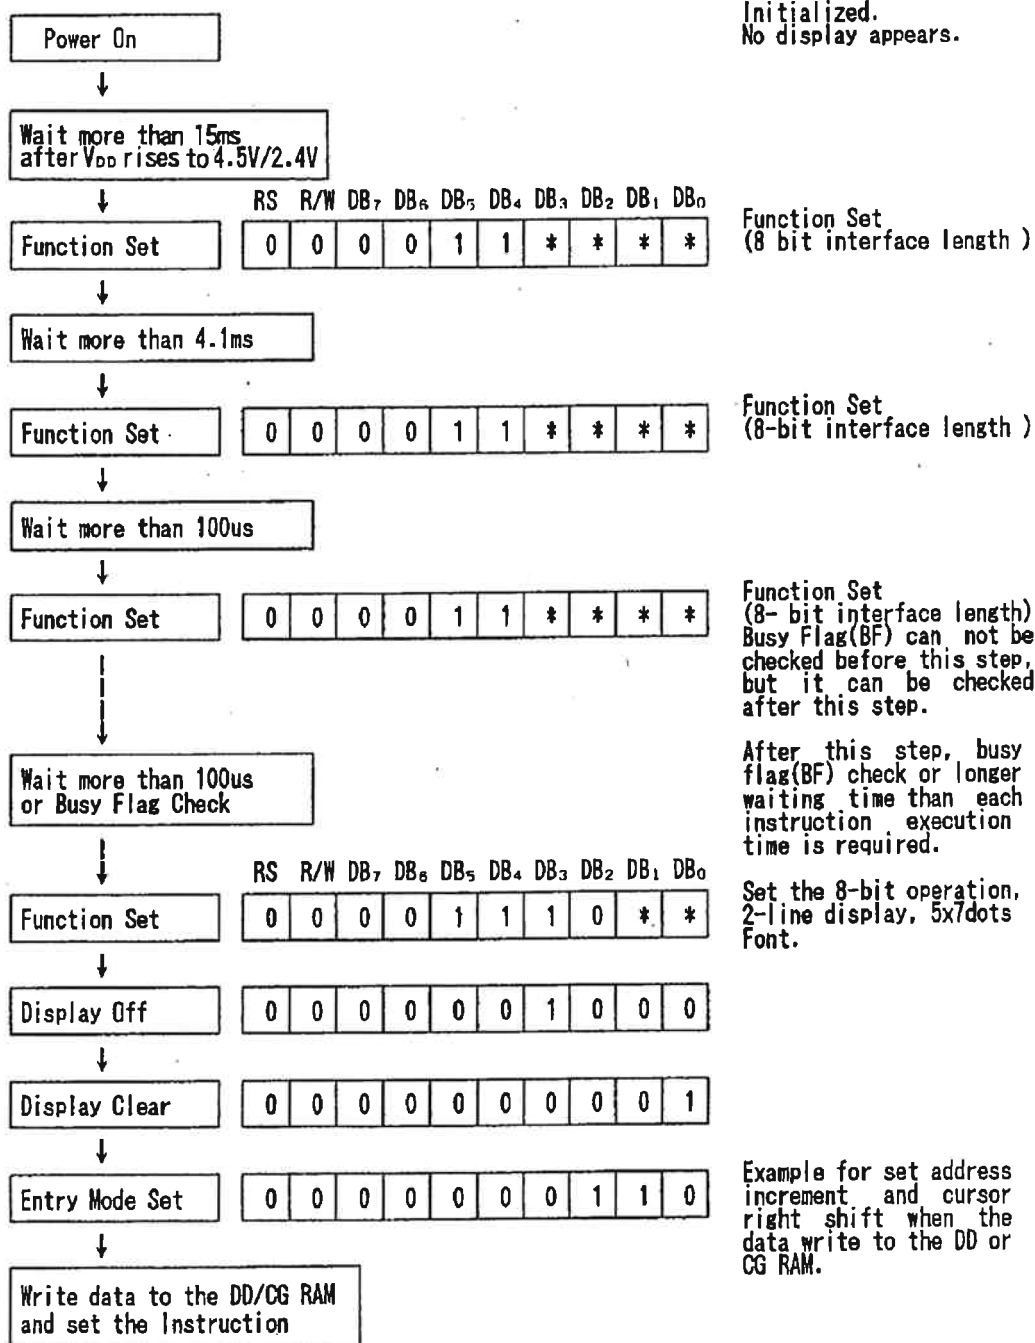 Power On
Initialized.
No display appears.
Wait more than 15ms
after VDD rises to 4.5V/2.4V
RS R/W DB7 DB6 DB5 DB4 DB3 DB2 DB1 DB0
Function Set 0 0 0 0 1 1 * * * *
Function Set
(8 bit interface length )
Wait more than 4.1ms
Function Set 0 0 0 0 1 1 * * * *
Function Set
(8-bit interface length )
Wait more than 100us
Function Set 0 0 0 0 1 1 * * * *
Function Set
(8- bit interface length)
Busy Flag(BF) can not be
checked before this step,
but it can be checked
after this step.
Wait more than 100us
or Busy Flag Check
After this step, busy
flag(BF) check or longer
waiting time than each
instruction execution
time is required.
RS R/W DB7 DB6 DB5 DB4 DB3 DB2 DB1 DB0
Function Set 0 0 0 0 1 1 1 0 * *
Set the 8-bit operation,
2-line display, 5x7dots
Font.
Display Off 0 0 0 0 0 0 1 0 0 0
Display Clear 0 0 0 0 0 0 0 0 0 1
Entry Mode Set 0 0 0 0 0 0 0 1 1 0
Example for set address
increment and cursor
right shift when the
data write to the DD or
CG RAM.
Write data to the DD/CG RAM
and set the Instruction